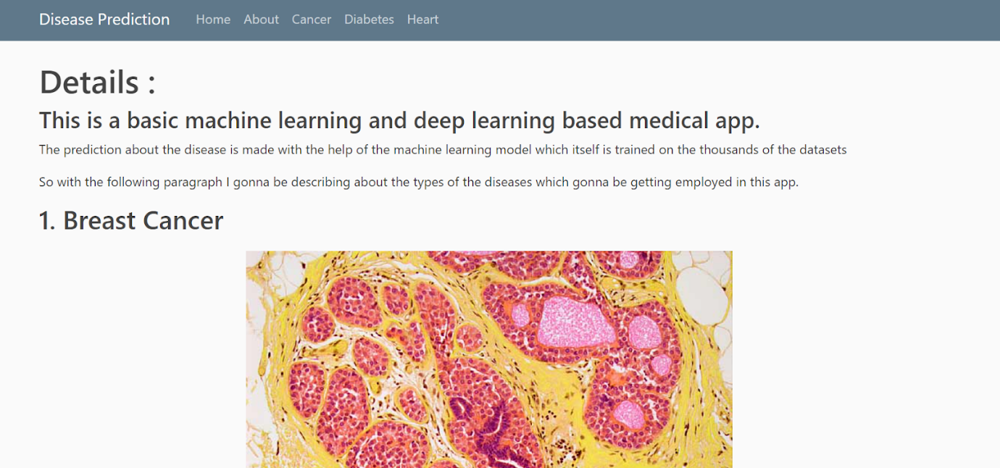 Disease Prediction Home About Cancer Diabetes Heart
Details :
This is a basic machine learning and deep learning based medical app.
The prediction about the disease is made with the help of the machine learning model which itself is trained on the thousands of the datasets
So with the following paragraph I gonna be describing about the types of the diseases which gonna be getting employed in this app.
1. Breast Cancer